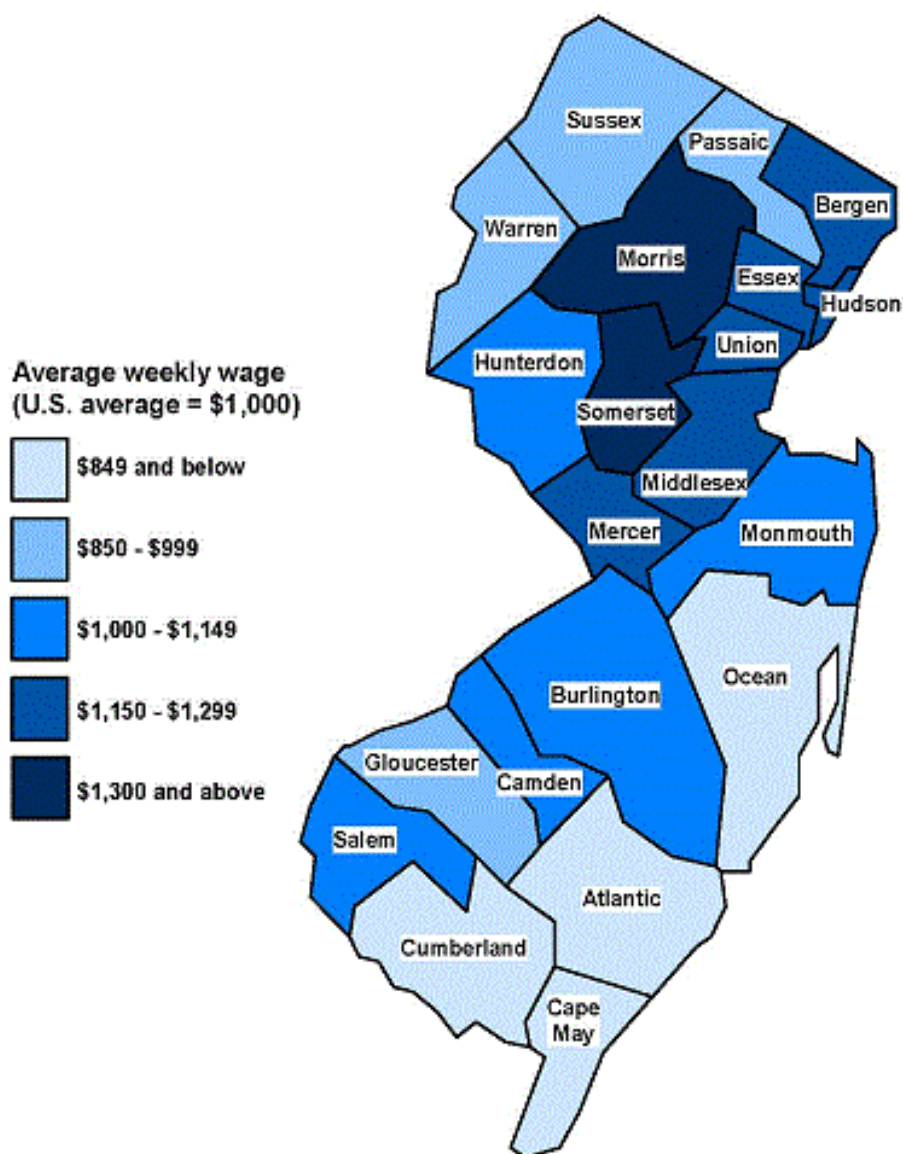 Sussex
Passaic
Bergen
Warren
Morris
Essex
Hudson
Union
Hunterdon
Somerset
Middlesex
Mercer
Monmouth
Ocean
Burlington
Gloucester
Camden
Salem
Atlantic
Cumberland
Cape
May
Average weekly wage
(U.S. average = $1,000)
$849 and below
$850 - $999
$1,000 - $1,149
$1,150 - $1,299
$1,300 and above